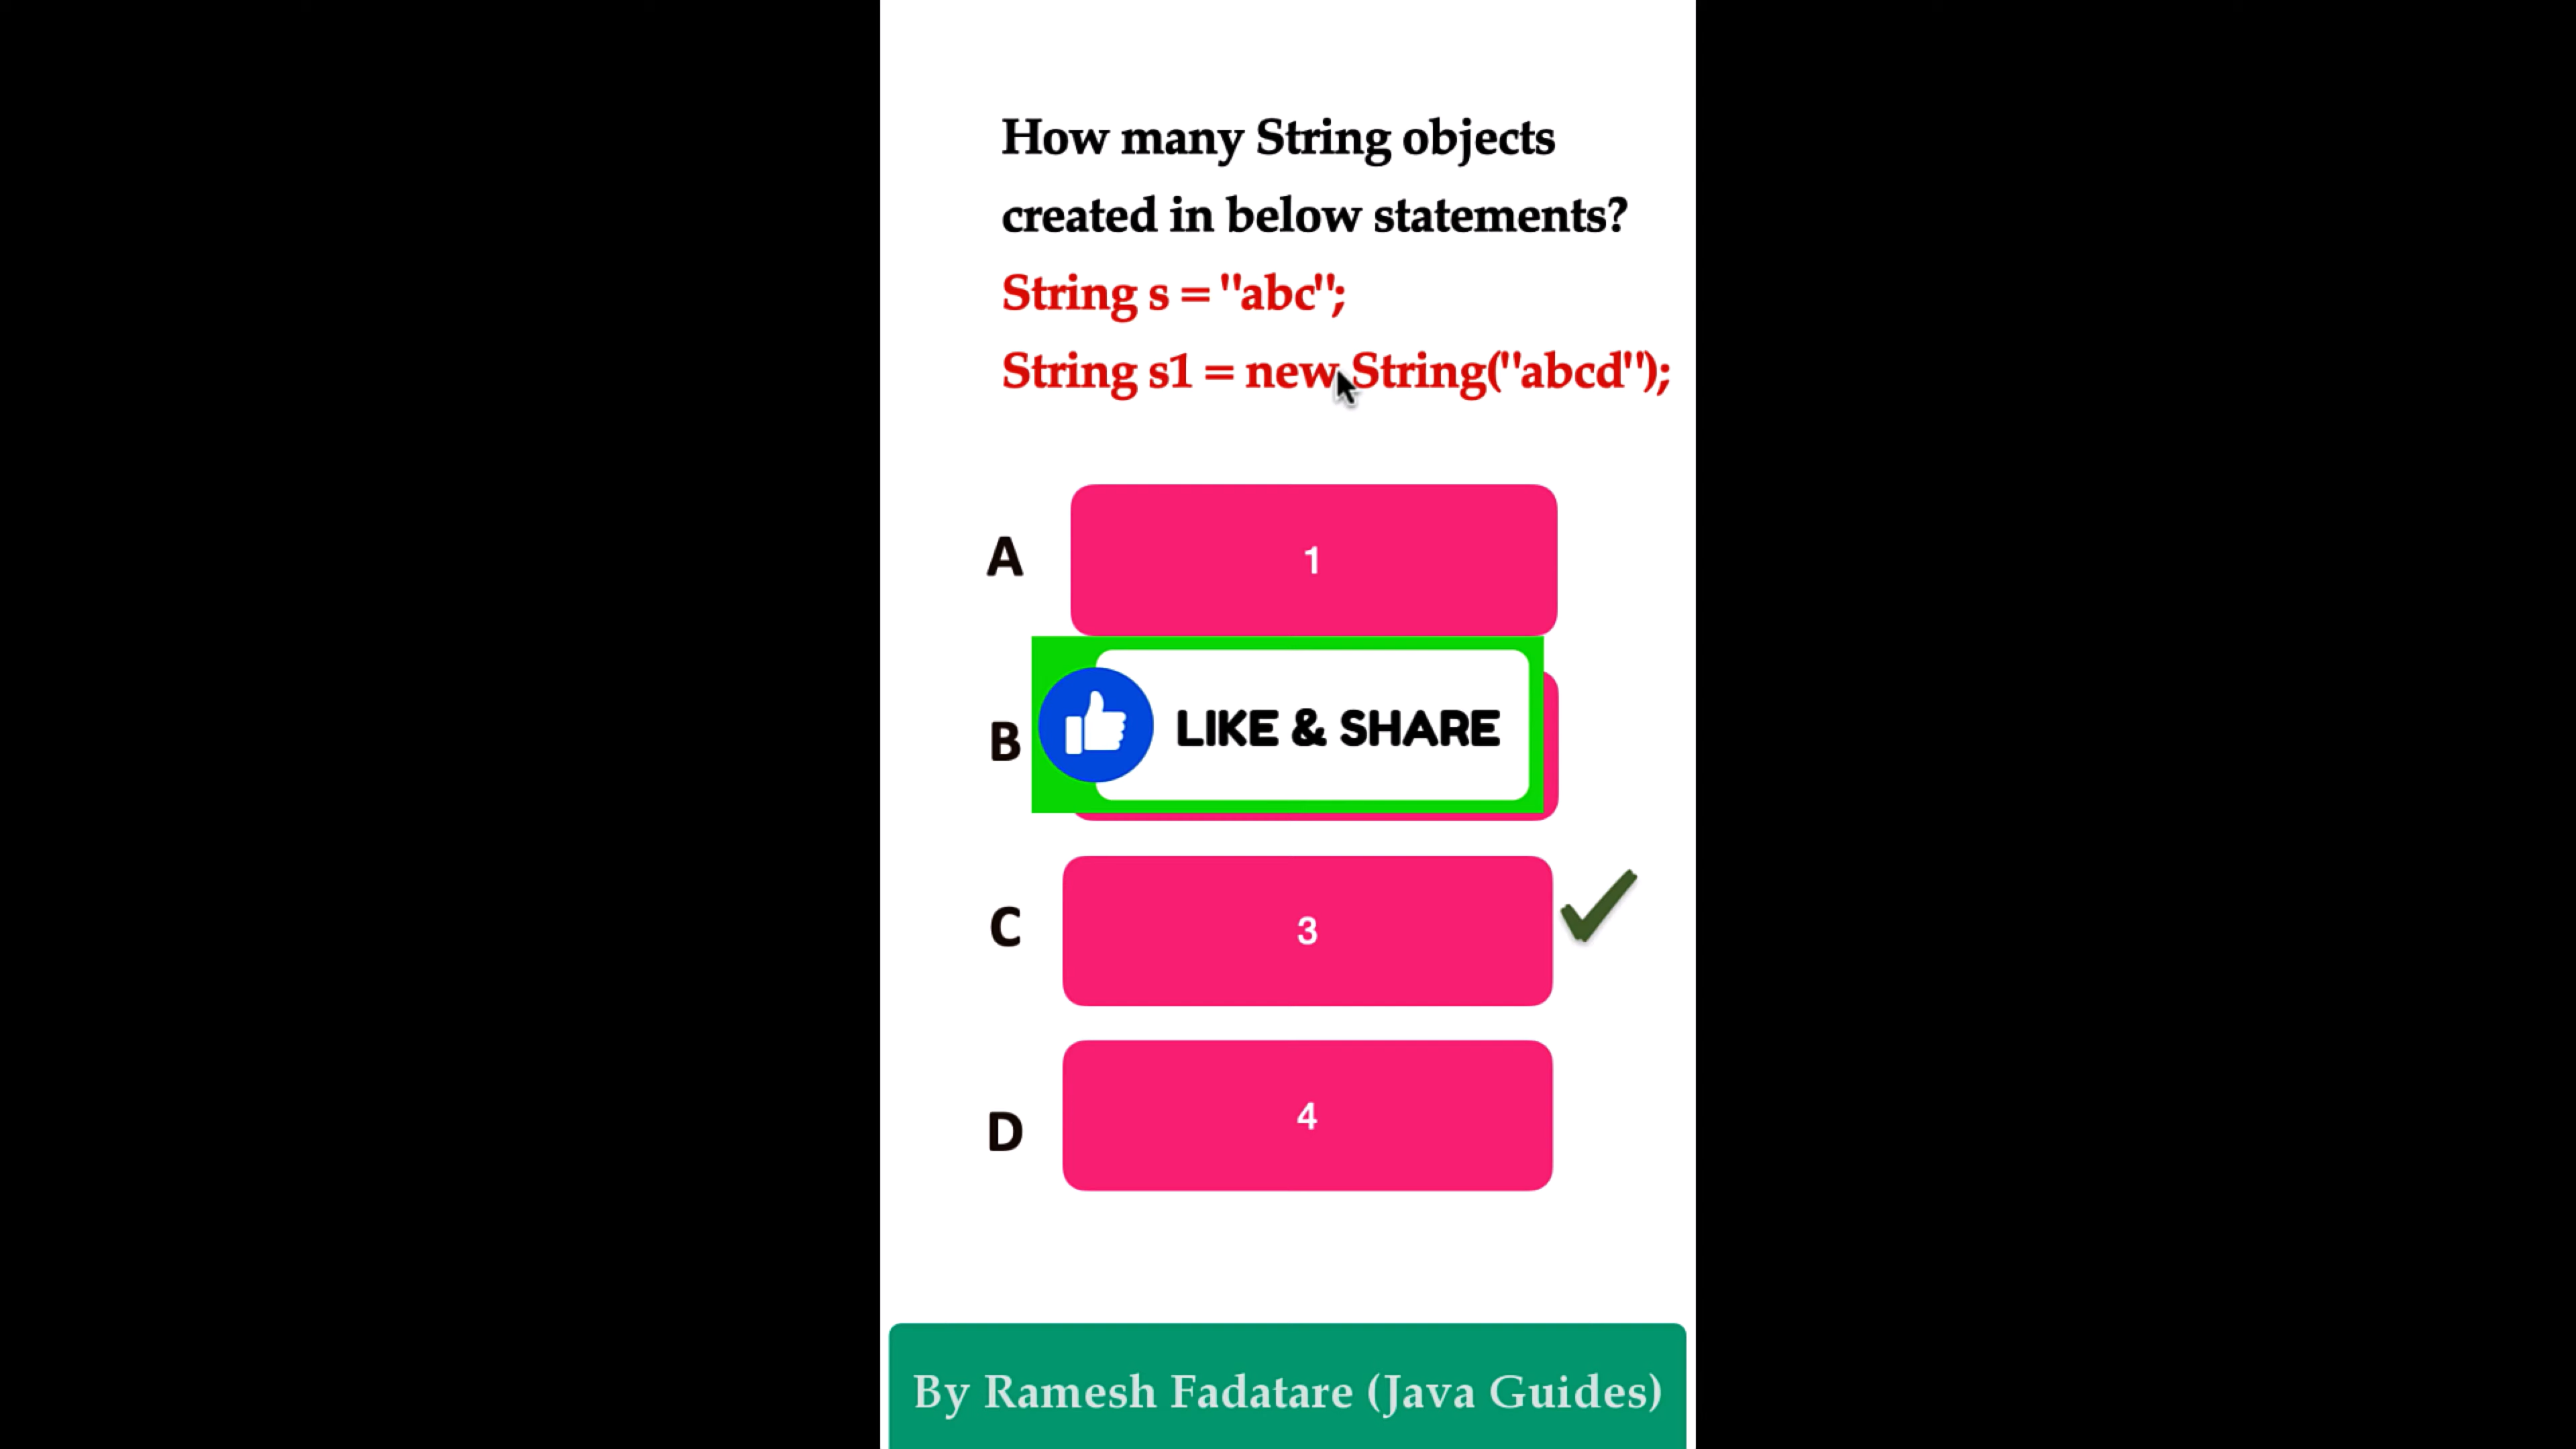 How many String objects
created in below statements?
String s = "abc";
String s1 = new String("abcd");
A
1
B
LIKE & SHARE
C
3
D
4
By Ramesh Fadatare (Java Guides)